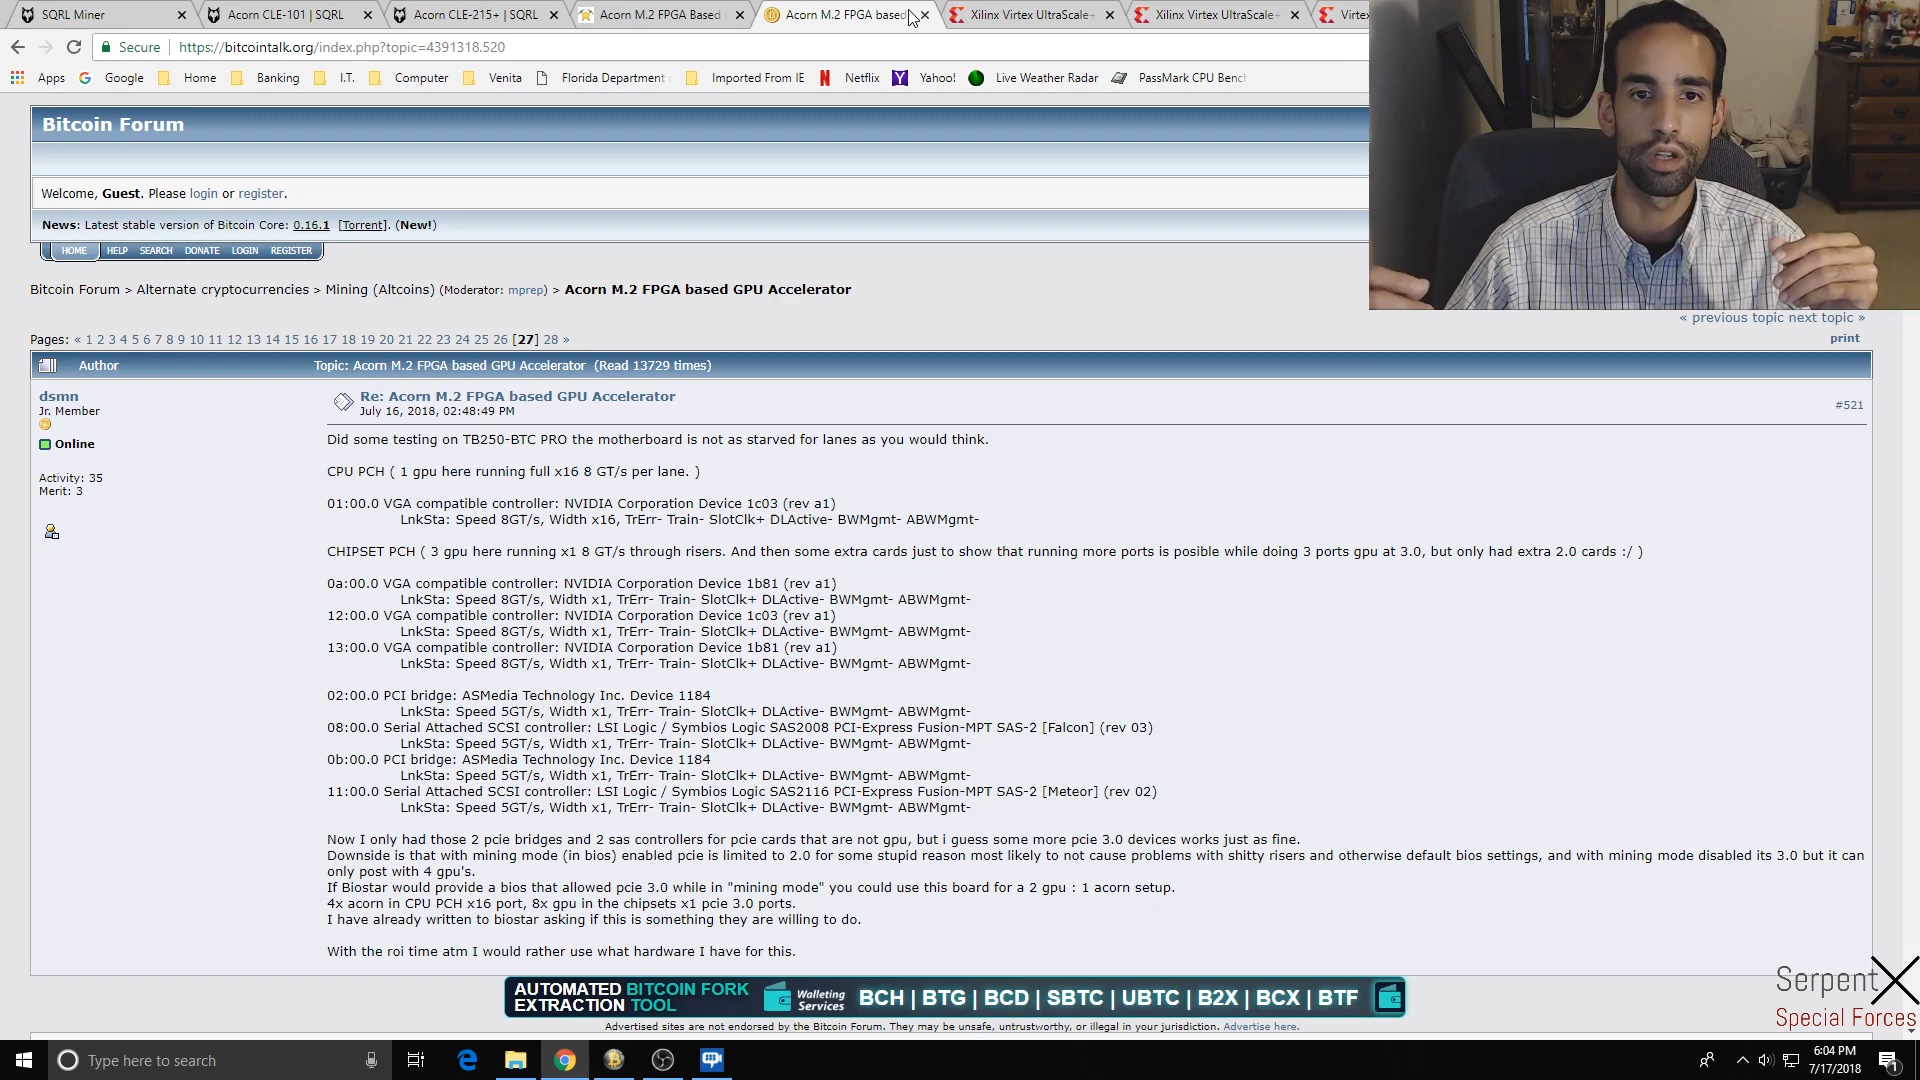 SQRL Miner
Acorn CLE-101 | SQRL
Acorn CLE-215+ | SQRL
Acorn M.2 FPGA Based
Acorn M.2 FPGA based
Xilinx Virtex UltraScale+
Xilinx Virtex UltraScale+
Virtex
Secure | https://bitcointalk.org/index.php?topic=4391318.520
Apps Google Home Banking I.T. Computer Venita Florida Department Imported From IE Netflix Yahoo! Live Weather Radar PassMark CPU Benc
Bitcoin Forum
Welcome, Guest. Please login or register.
News: Latest stable version of Bitcoin Core: 0.16.1 [Torrent]. (New!)
HOME HELP SEARCH DONATE LOGIN REGISTER
Bitcoin Forum > Alternate cryptocurrencies > Mining (Altcoins) (Moderator: mprep) > Acorn M.2 FPGA based GPU Accelerator
« previous topic next topic »
Pages: « 1 2 3 4 5 6 7 8 9 10 11 12 13 14 15 16 17 18 19 20 21 22 23 24 25 26 [27] 28 »
print
Author Topic: Acorn M.2 FPGA based GPU Accelerator (Read 13729 times)
dsmn
Jr. Member
Online
Activity: 35
Merit: 3
Re: Acorn M.2 FPGA based GPU Accelerator
July 16, 2018, 02:48:49 PM
#521
Did some testing on TB250-BTC PRO the motherboard is not as starved for lanes as you would think.
CPU PCH ( 1 gpu here running full x16 8 GT/s per lane. )
01:00.0 VGA compatible controller: NVIDIA Corporation Device 1c03 (rev a1)
LnkSta: Speed 8GT/s, Width x16, TrErr- Train- SlotClk+ DLActive- BWMgmt- ABWMgmt-
CHIPSET PCH ( 3 gpu here running x1 8 GT/s through risers. And then some extra cards just to show that running more ports is posible while doing 3 ports gpu at 3.0, but only had extra 2.0 cards :/ )
0a:00.0 VGA compatible controller: NVIDIA Corporation Device 1b81 (rev a1)
LnkSta: Speed 8GT/s, Width x1, TrErr- Train- SlotClk+ DLActive- BWMgmt- ABWMgmt-
12:00.0 VGA compatible controller: NVIDIA Corporation Device 1c03 (rev a1)
LnkSta: Speed 8GT/s, Width x1, TrErr- Train- SlotClk+ DLActive- BWMgmt- ABWMgmt-
13:00.0 VGA compatible controller: NVIDIA Corporation Device 1b81 (rev a1)
LnkSta: Speed 8GT/s, Width x1, TrErr- Train- SlotClk+ DLActive- BWMgmt- ABWMgmt-
02:00.0 PCI bridge: ASMedia Technology Inc. Device 1184
LnkSta: Speed 5GT/s, Width x1, TrErr- Train- SlotClk+ DLActive- BWMgmt- ABWMgmt-
08:00.0 Serial Attached SCSI controller: LSI Logic / Symbios Logic SAS2008 PCI-Express Fusion-MPT SAS-2 [Falcon] (rev 03)
LnkSta: Speed 5GT/s, Width x1, TrErr- Train- SlotClk+ DLActive- BWMgmt- ABWMgmt-
0b:00.0 PCI bridge: ASMedia Technology Inc. Device 1184
LnkSta: Speed 5GT/s, Width x1, TrErr- Train- SlotClk+ DLActive- BWMgmt- ABWMgmt-
11:00.0 Serial Attached SCSI controller: LSI Logic / Symbios Logic SAS2116 PCI-Express Fusion-MPT SAS-2 [Meteor] (rev 02)
LnkSta: Speed 5GT/s, Width x1, TrErr- Train- SlotClk+ DLActive- BWMgmt- ABWMgmt-
Now I only had those 2 pcie bridges and 2 sas controllers for pcie cards that are not gpu, but i guess some more pcie 3.0 devices works just as fine.
Downside is that with mining mode (in bios) enabled pcie is limited to 2.0 for some stupid reason most likely to not cause problems with shitty risers and otherwise default bios settings, and with mining mode disabled its 3.0 but it can
only post with 4 gpu's.
If Biostar would provide a bios that allowed pcie 3.0 while in "mining mode" you could use this board for a 2 gpu : 1 acorn setup.
4x acorn in CPU PCH x16 port, 8x gpu in the chipsets x1 pcie 3.0 ports.
I have already written to biostar asking if this is something they are willing to do.
With the roi time atm I would rather use what hardware I have for this.
AUTOMATED BITCOIN FORK
EXTRACTION TOOL
Walleting
Services
BCH | BTG | BCD | SBTC | UBTC | B2X | BCX | BTF
Advertised sites are not endorsed by the Bitcoin Forum. They may be unsafe, untrustworthy, or illegal in your jurisdiction. Advertise here.
Serpent X
Special Forces
Type here to search
6:04 PM
7/17/2018
1